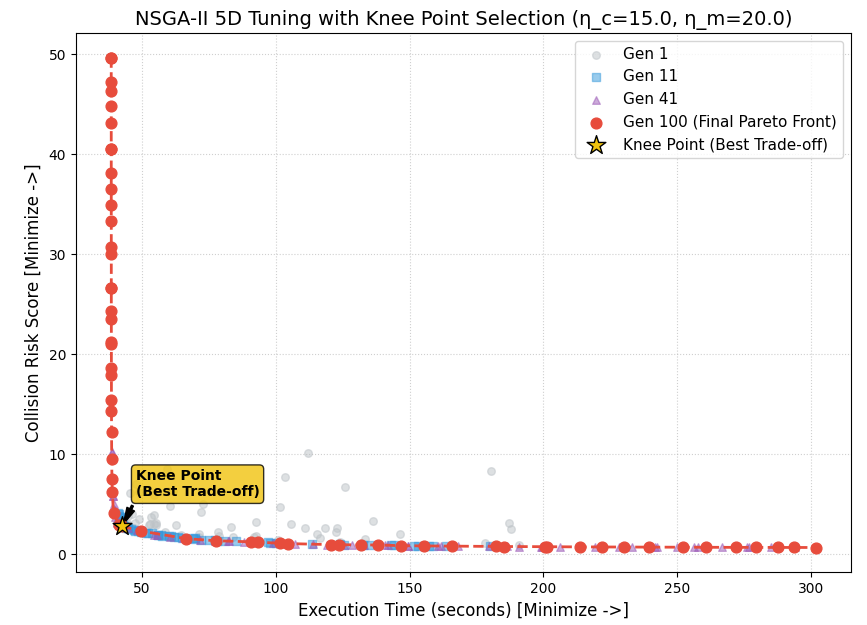 NSGA-II 5D Tuning with Knee Point Selection (η_c=15.0, η_m=20.0)
Collision Risk Score [Minimize ->]
50
40
30
20
10
0
Gen 1
Gen 11
Gen 41
Gen 100 (Final Pareto Front)
Knee Point (Best Trade-off)
Knee Point
(Best Trade-off)
50
100
150
200
250
300
Execution Time (seconds) [Minimize ->]